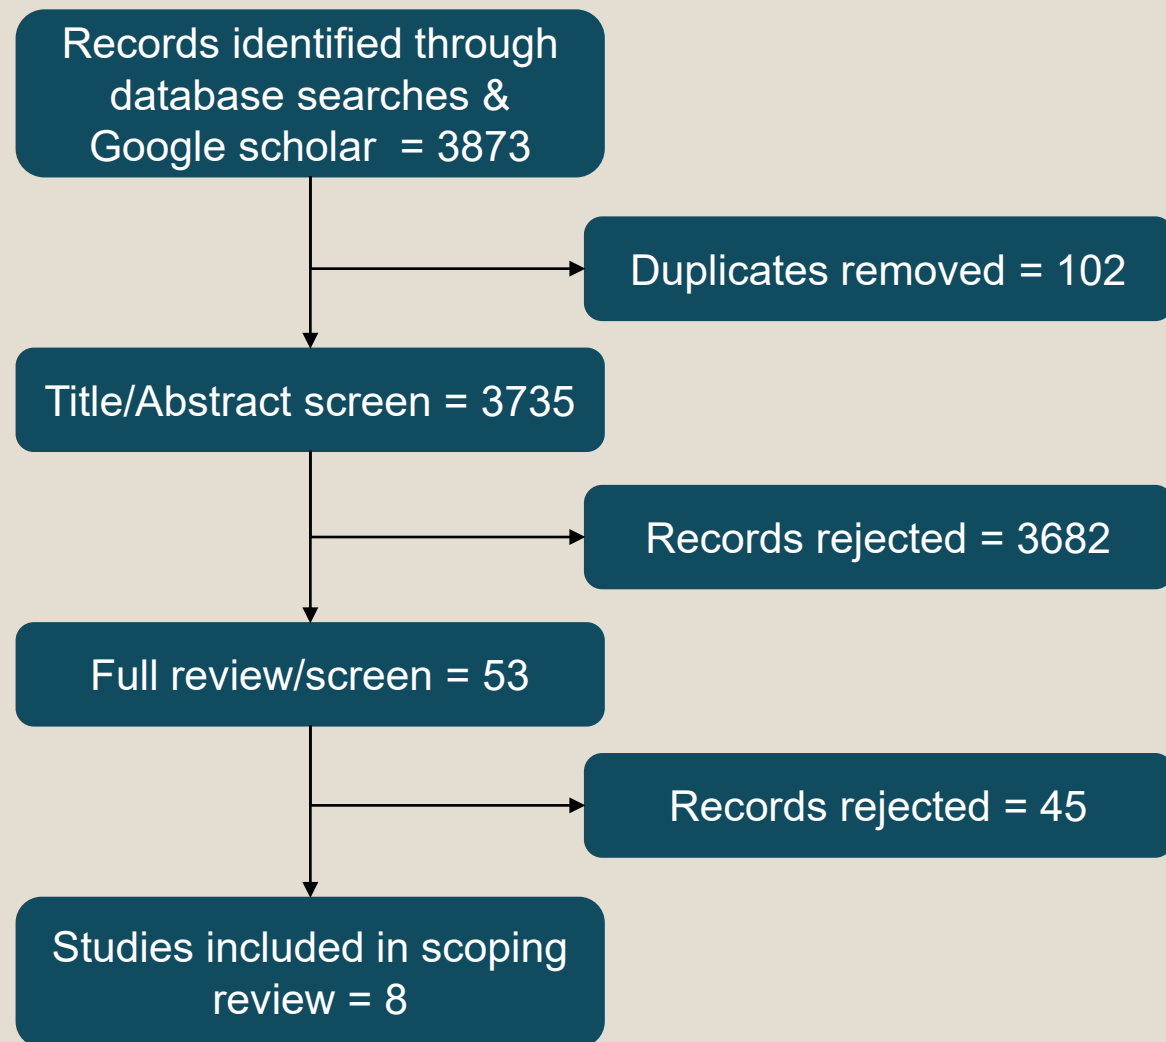 Records identified through
database searches &
Google scholar  = 3873
Duplicates removed = 102
Title/Abstract screen = 3735
Records rejected = 3682
Full review/screen = 53
Records rejected = 45
Studies included in scoping
review = 8